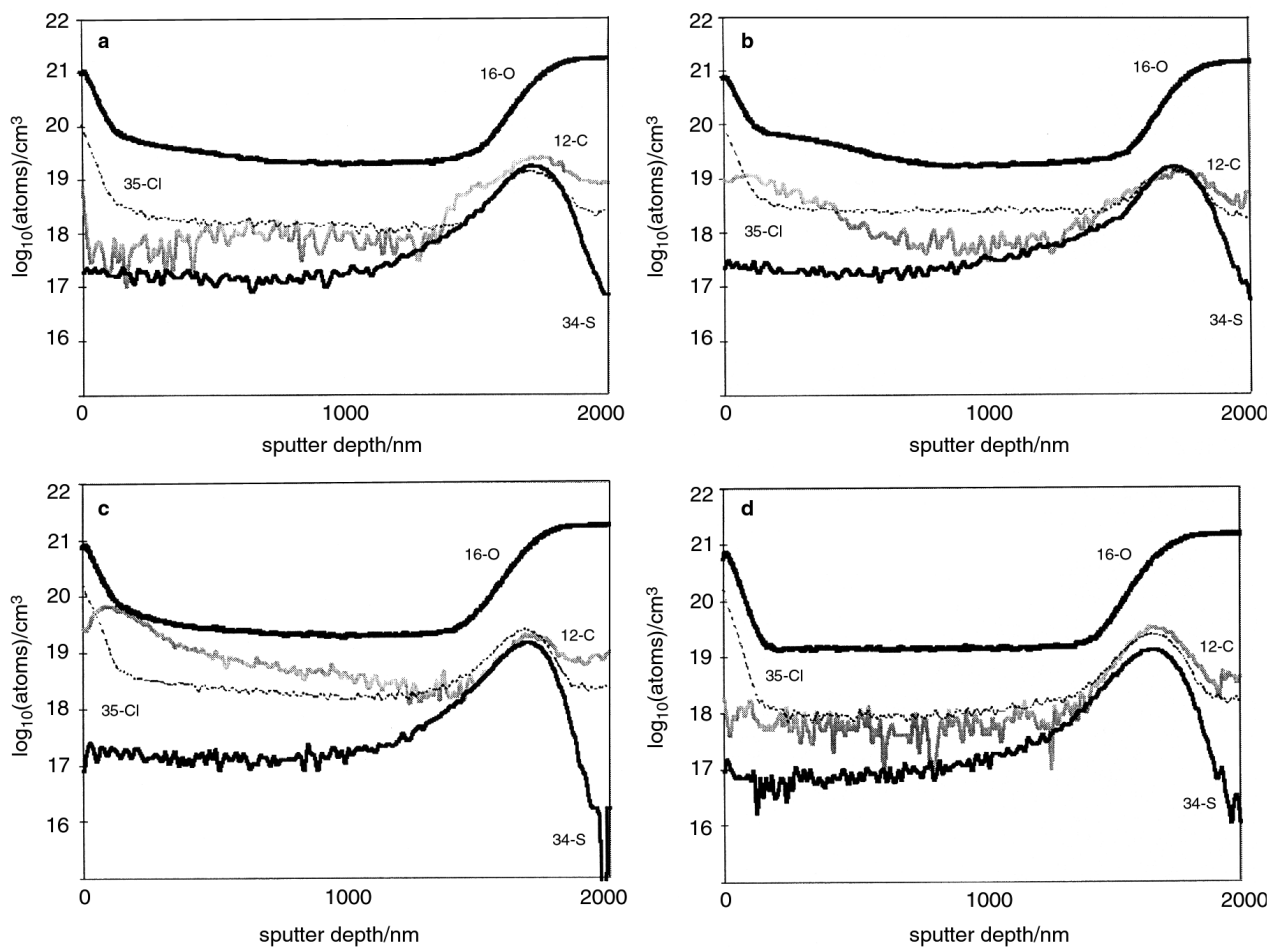 a
22
21
20
19
18
17
16
log10(atoms)/cm3
16-O
12-C
35-Cl
34-S
0
1000
2000
sputter depth/nm
b
22
21
20
19
18
17
16
log10(atoms)/cm3
16-O
12-C
35-Cl
34-S
0
1000
2000
sputter depth/nm
c
22
21
20
19
18
17
16
log10(atoms)/cm3
16-O
12-C
35-Cl
34-S
0
1000
2000
sputter depth/nm
d
22
21
20
19
18
17
16
log10(atoms)/cm3
16-O
12-C
35-Cl
34-S
0
1000
2000
sputter depth/nm